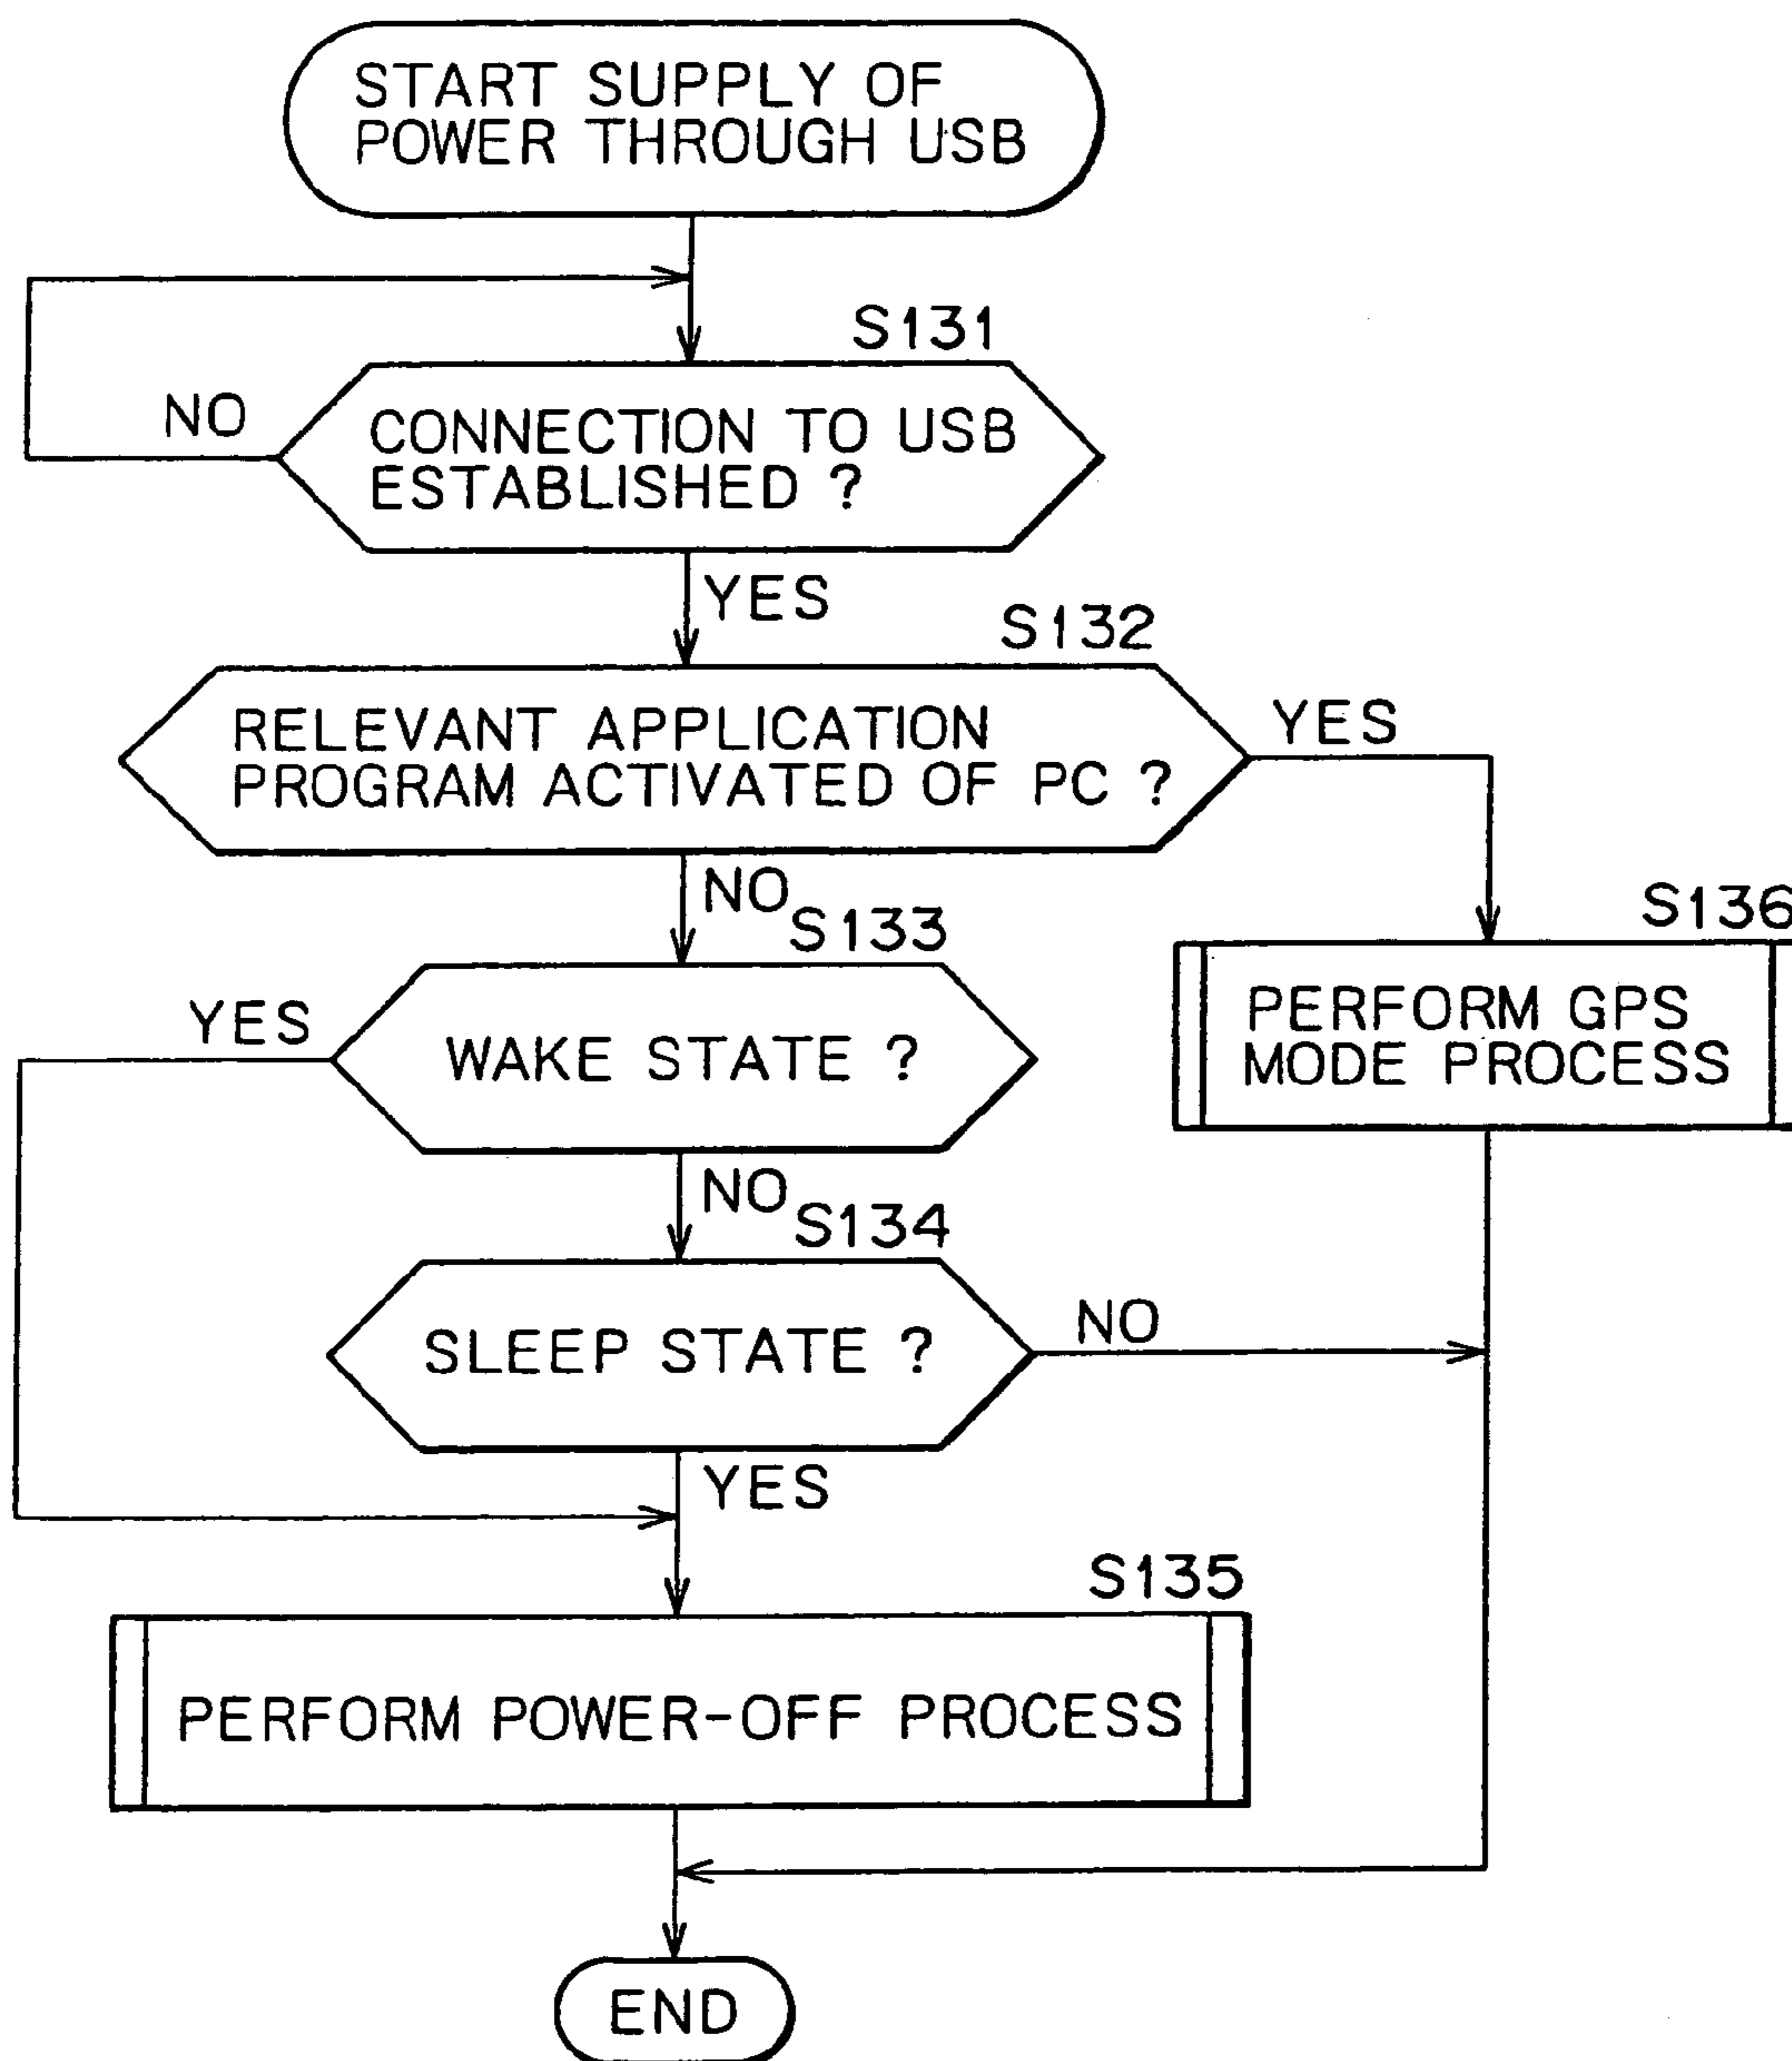 START SUPPLY OF
POWER THROUGH USB
S131
NO
CONNECTION TO USB
ESTABLISHED ?
YES
S132
RELEVANT APPLICATION
PROGRAM ACTIVATED OF PC ?
YES
NO
S133
S136
YES
WAKE STATE ?
PERFORM GPS
MODE PROCESS
NO
S134
SLEEP STATE ?
NO
YES
S135
PERFORM POWER-OFF PROCESS
END